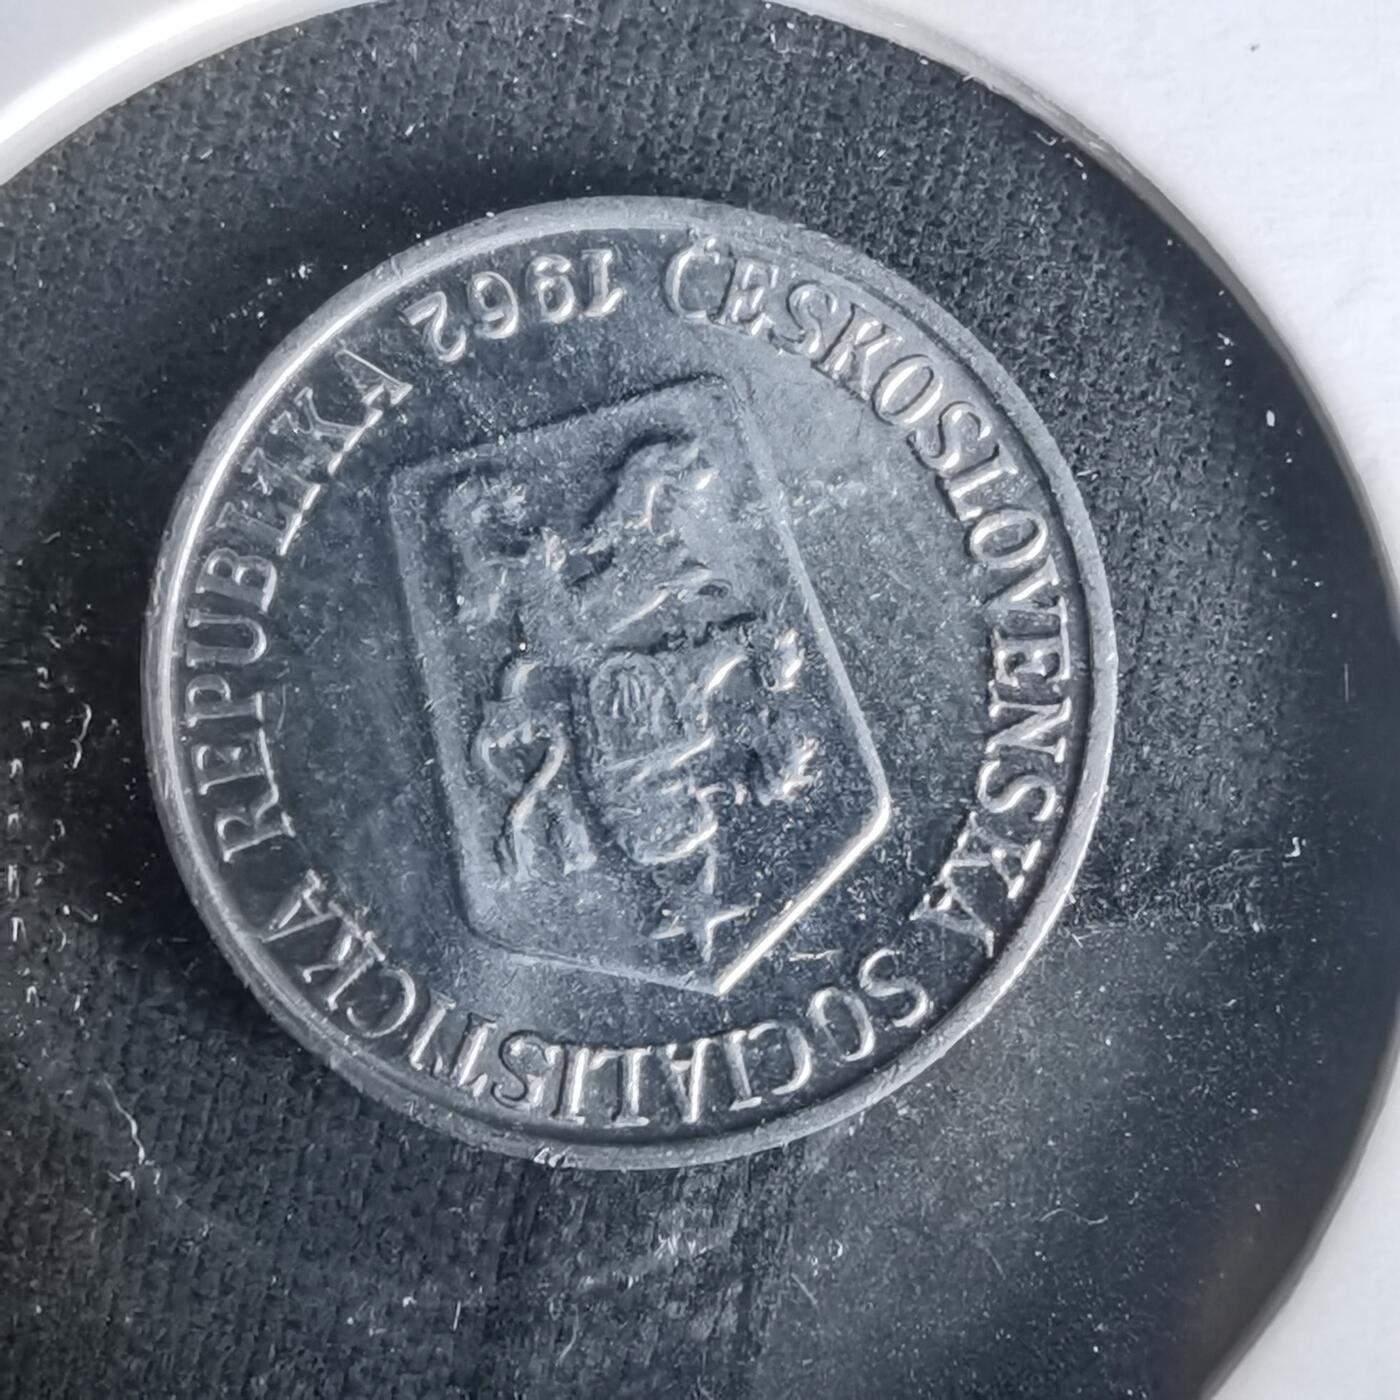 ČESKOSLOVENSKÁ SOCIALISTICKÁ REPUBLIKA
1962